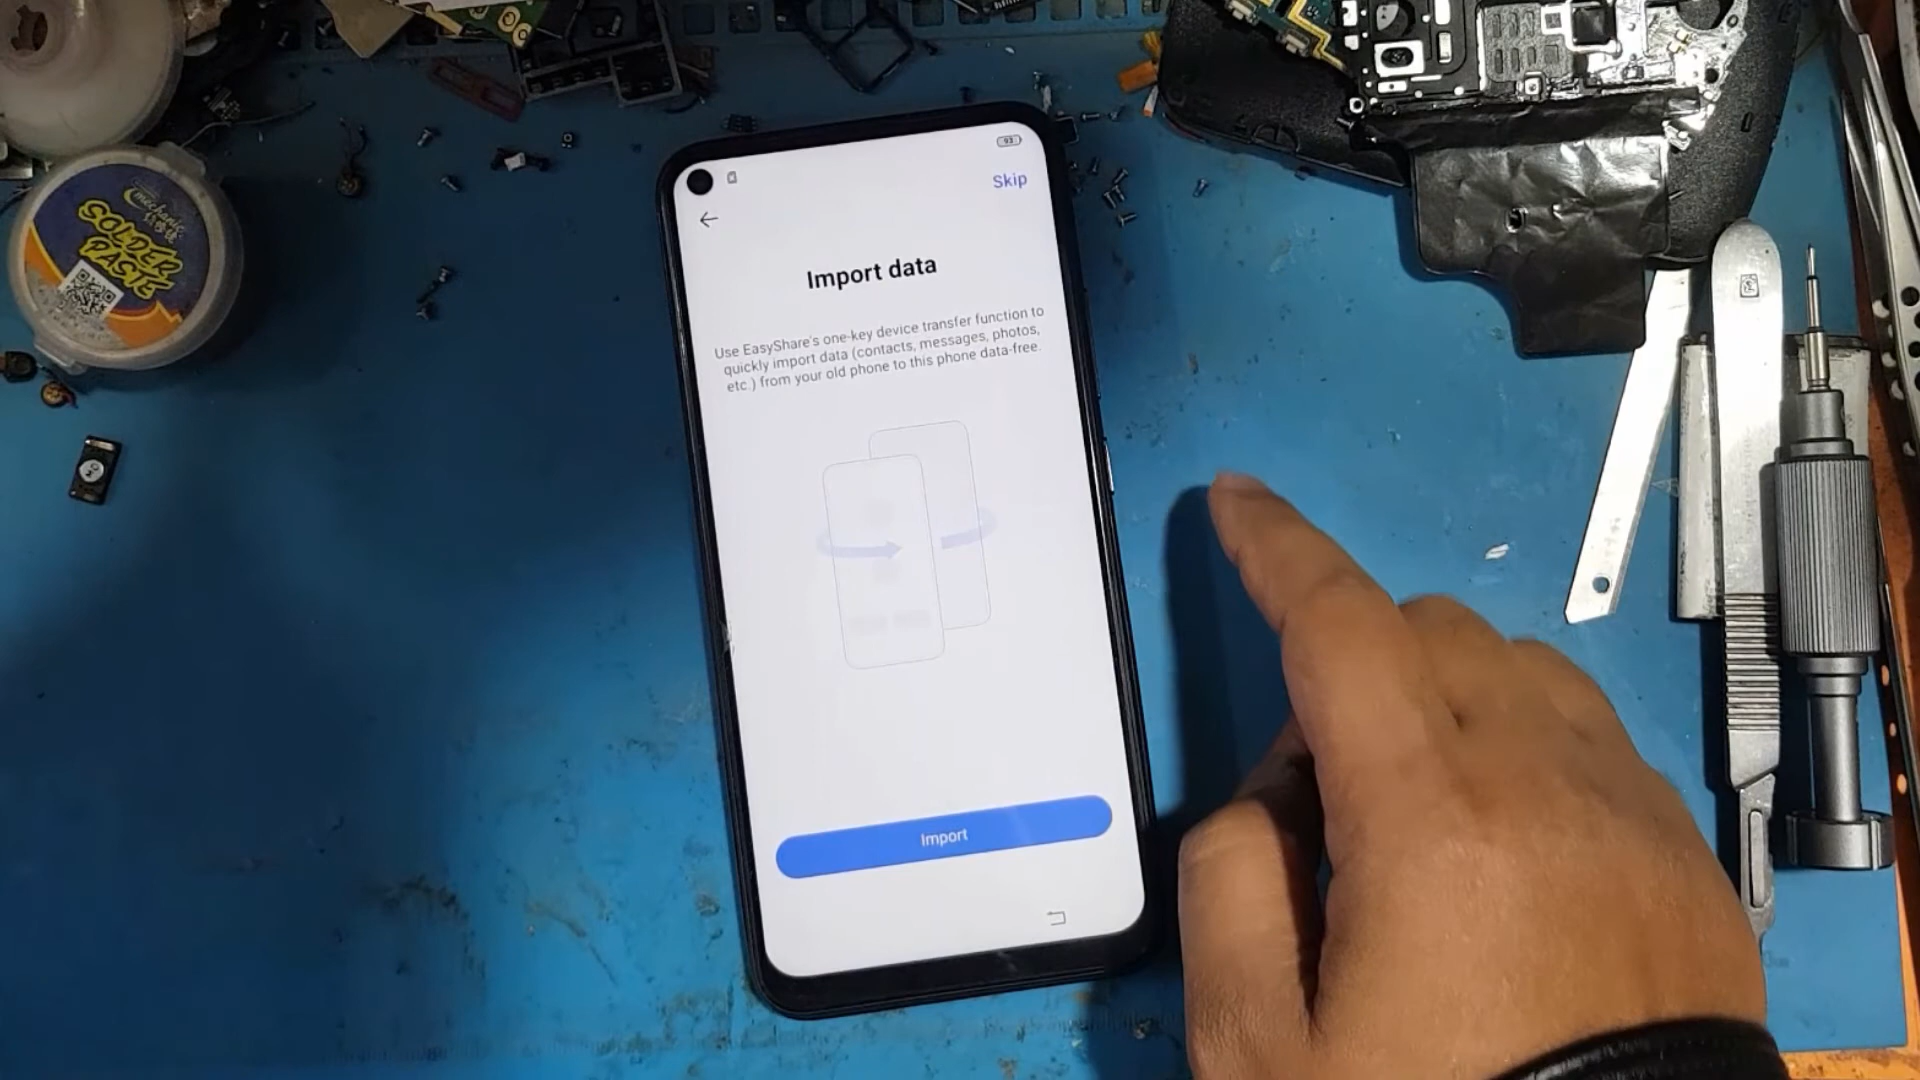 93
Skip
Import data
Use EasyShare's one-key device transfer function to
quickly import data (contacts, messages, photos,
etc.) from your old phone to this phone data-free.
Import
mechanic
SOLDER
PASTE